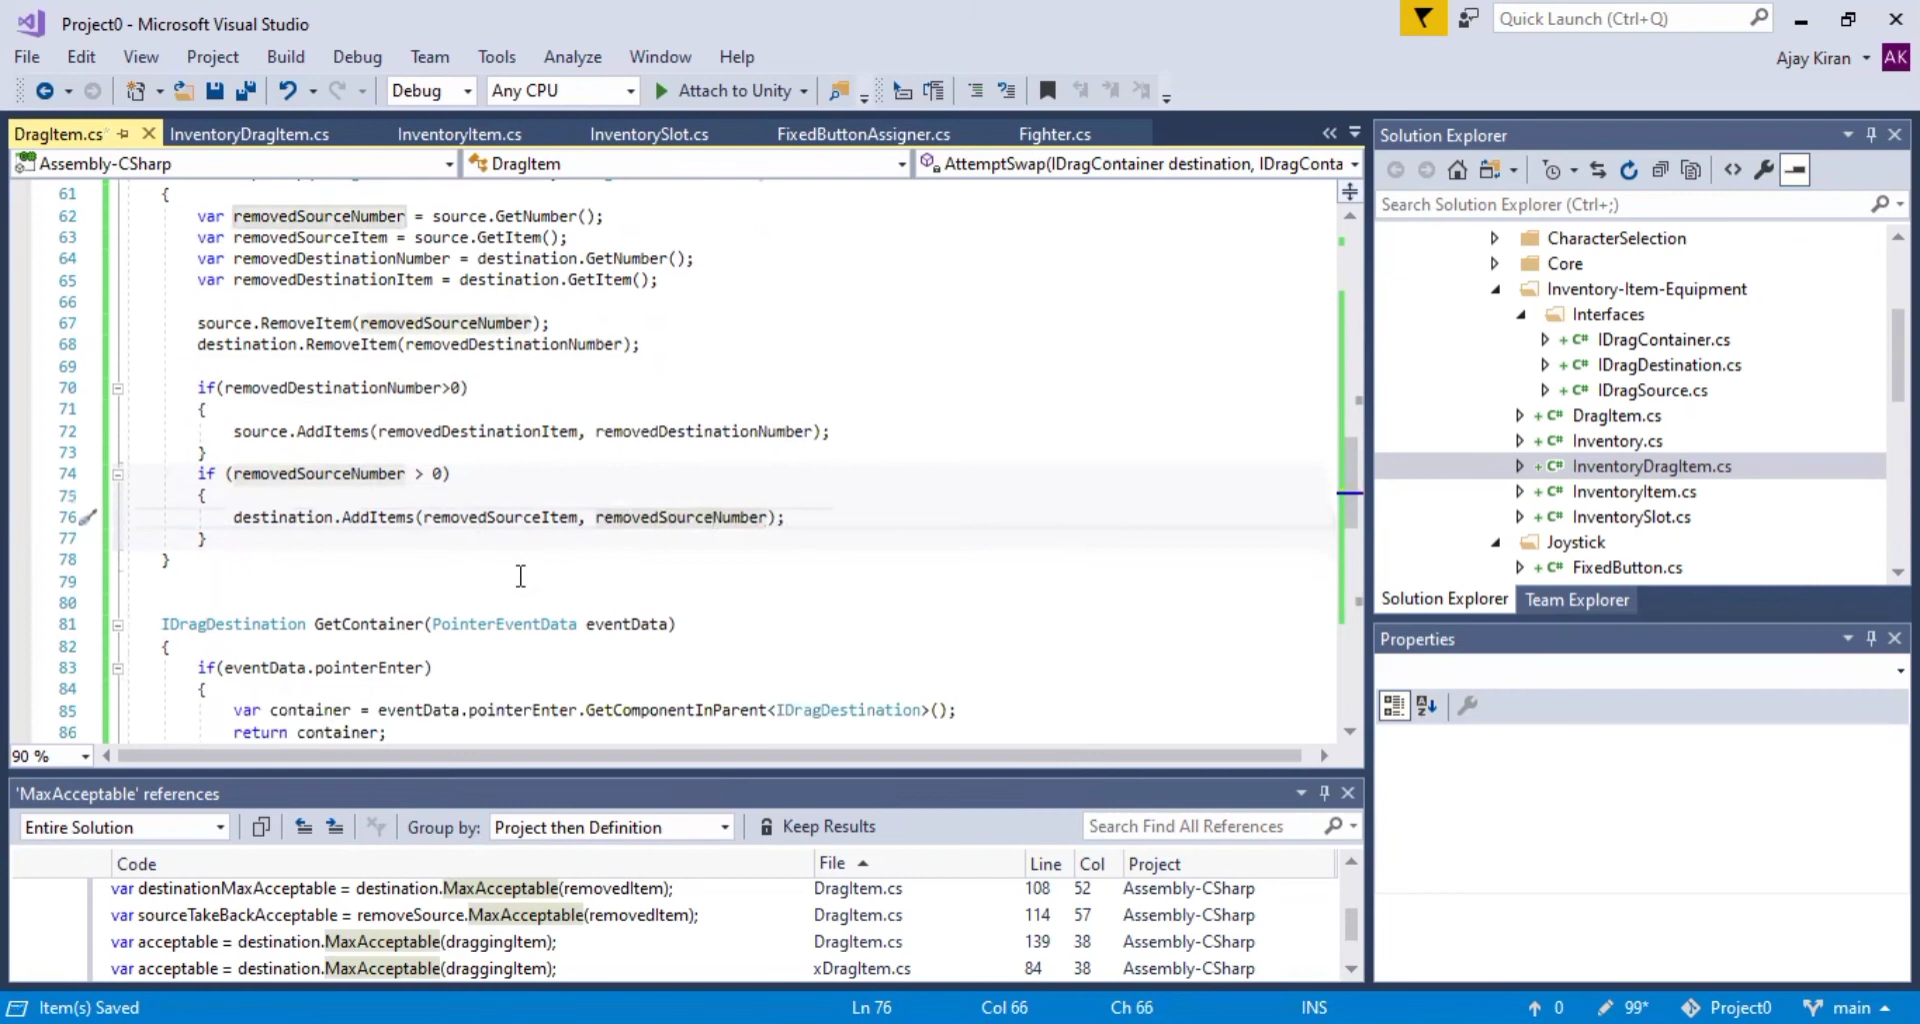 Project0 - Microsoft Visual Studio
Quick Launch (Ctrl+Q)
File Edit View Project Build Debug Team Tools Analyze Window Help
Ajay Kiran AK
Debug Any CPU Attach to Unity
DragItem.cs* InventoryDragItem.cs InventoryItem.cs InventorySlot.cs FixedButtonAssigner.cs Fighter.cs
Assembly-CSharp DragItem AttemptSwap(IDragContainer destination, IDragConta
61 {
62 var removedSourceNumber = source.GetNumber();
63 var removedSourceItem = source.GetItem();
64 var removedDestinationNumber = destination.GetNumber();
65 var removedDestinationItem = destination.GetItem();
66
67 source.RemoveItem(removedSourceNumber);
68 destination.RemoveItem(removedDestinationNumber);
69
70 if(removedDestinationNumber>0)
71 {
72 source.AddItems(removedDestinationItem, removedDestinationNumber);
73 }
74 if (removedSourceNumber > 0)
75 {
76 destination.AddItems(removedSourceItem, removedSourceNumber);
77 }
78 }
79
80
81 IDragDestination GetContainer(PointerEventData eventData)
82 {
83 if(eventData.pointerEnter)
84 {
85 var container = eventData.pointerEnter.GetComponentInParent<IDragDestination>();
86 return container;
90 %
'MaxAcceptable' references
Entire Solution Group by: Project then Definition Keep Results Search Find All References
Code File Line Col Project
var destinationMaxAcceptable = destination.MaxAcceptable(removedItem); DragItem.cs 108 52 Assembly-CSharp
var sourceTakeBackAcceptable = removeSource.MaxAcceptable(removedItem); DragItem.cs 114 57 Assembly-CSharp
var acceptable = destination.MaxAcceptable(draggingItem); DragItem.cs 139 38 Assembly-CSharp
var acceptable = destination.MaxAcceptable(draggingItem); xDragItem.cs 84 38 Assembly-CSharp
Solution Explorer
Search Solution Explorer (Ctrl+;)
CharacterSelection
Core
Inventory-Item-Equipment
Interfaces
+ C# IDragContainer.cs
+ C# IDragDestination.cs
+ C# IDragSource.cs
+ C# DragItem.cs
+ C# Inventory.cs
+ C# InventoryDragItem.cs
+ C# InventoryItem.cs
+ C# InventorySlot.cs
Joystick
+ C# FixedButton.cs
Solution Explorer Team Explorer
Properties
Item(s) Saved Ln 76 Col 66 Ch 66 INS 0 99* Project0 main